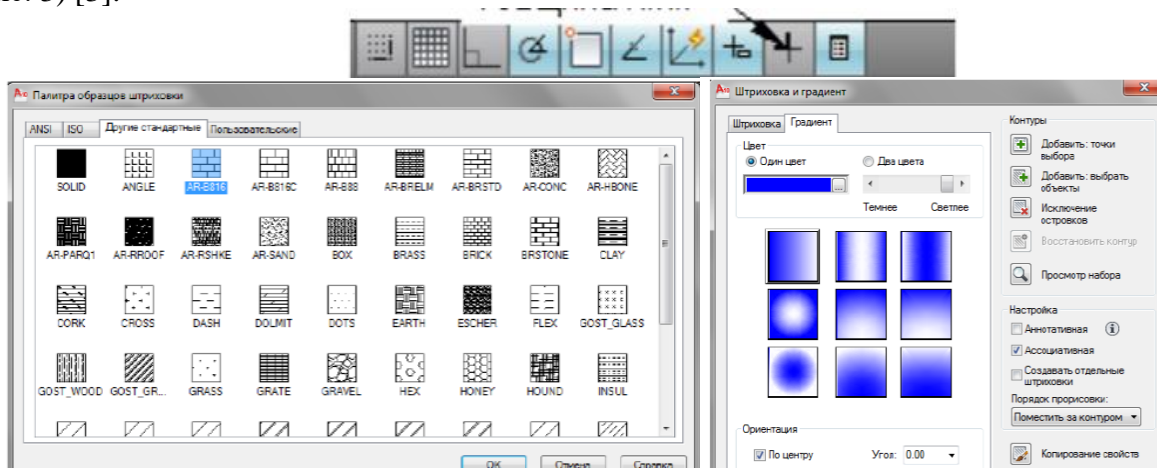 3) [3].
Палитра образцов штриховки
ANSI ISO Другие стандартные Пользовательские
SOLID ANGLE AR-B816 AR-B816C AR-B88 AR-BRELM AR-BRSTD AR-CONC AR-HBONE
AR-PARQ1 AR-RROOF AR-RSHKE AR-SAND BOX BRASS BRICK BRSTONE CLAY
CORK CROSS DASH DOLMIT DOTS EARTH ESCHER FLEX GOST_GLASS
GOST_WOOD GOST_GR... GRASS GRATE GRAVEL HEX HONEY HOUND INSUL
ОК Отмена Справка
Штриховка и градиент
Штриховка Градиент
Цвет
Один цвет Два цвета
Темнее Светлее
Ориентация
По центру Угол: 0.00
Контуры
Добавить: точки
выбора
Добавить: выбрать
объекты
Исключение
островков
Восстановить контур
Просмотр набора
Настройка
Аннотативная
Ассоциативная
Создавать отдельные
штриховки
Порядок прорисовки:
Поместить за контуром
Копирование свойств